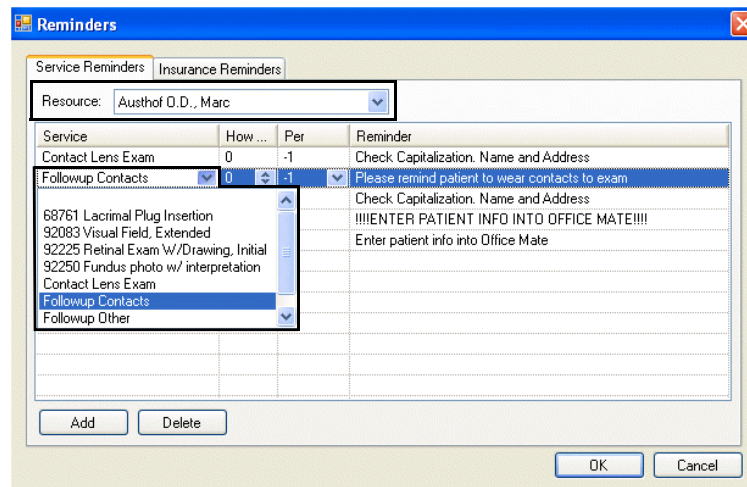 Reminders
Service Reminders Insurance Reminders
Resource: Austhof O.D., Marc
Service How ... Per Reminder
Contact Lens Exam 0 -1 Check Capitalization. Name and Address
Followup Contacts 0 -1 Please remind patient to wear contacts to exam
Check Capitalization. Name and Address
68761 Lacrimal Plug Insertion !!!!ENTER PATIENT INFO INTO OFFICE MATE!!!!
92083 Visual Field, Extended
92225 Retinal Exam W/Drawing, Initial Enter patient info into Office Mate
92250 Fundus photo w/ interpretation
Contact Lens Exam
Followup Contacts
Followup Other
Add Delete
OK Cancel